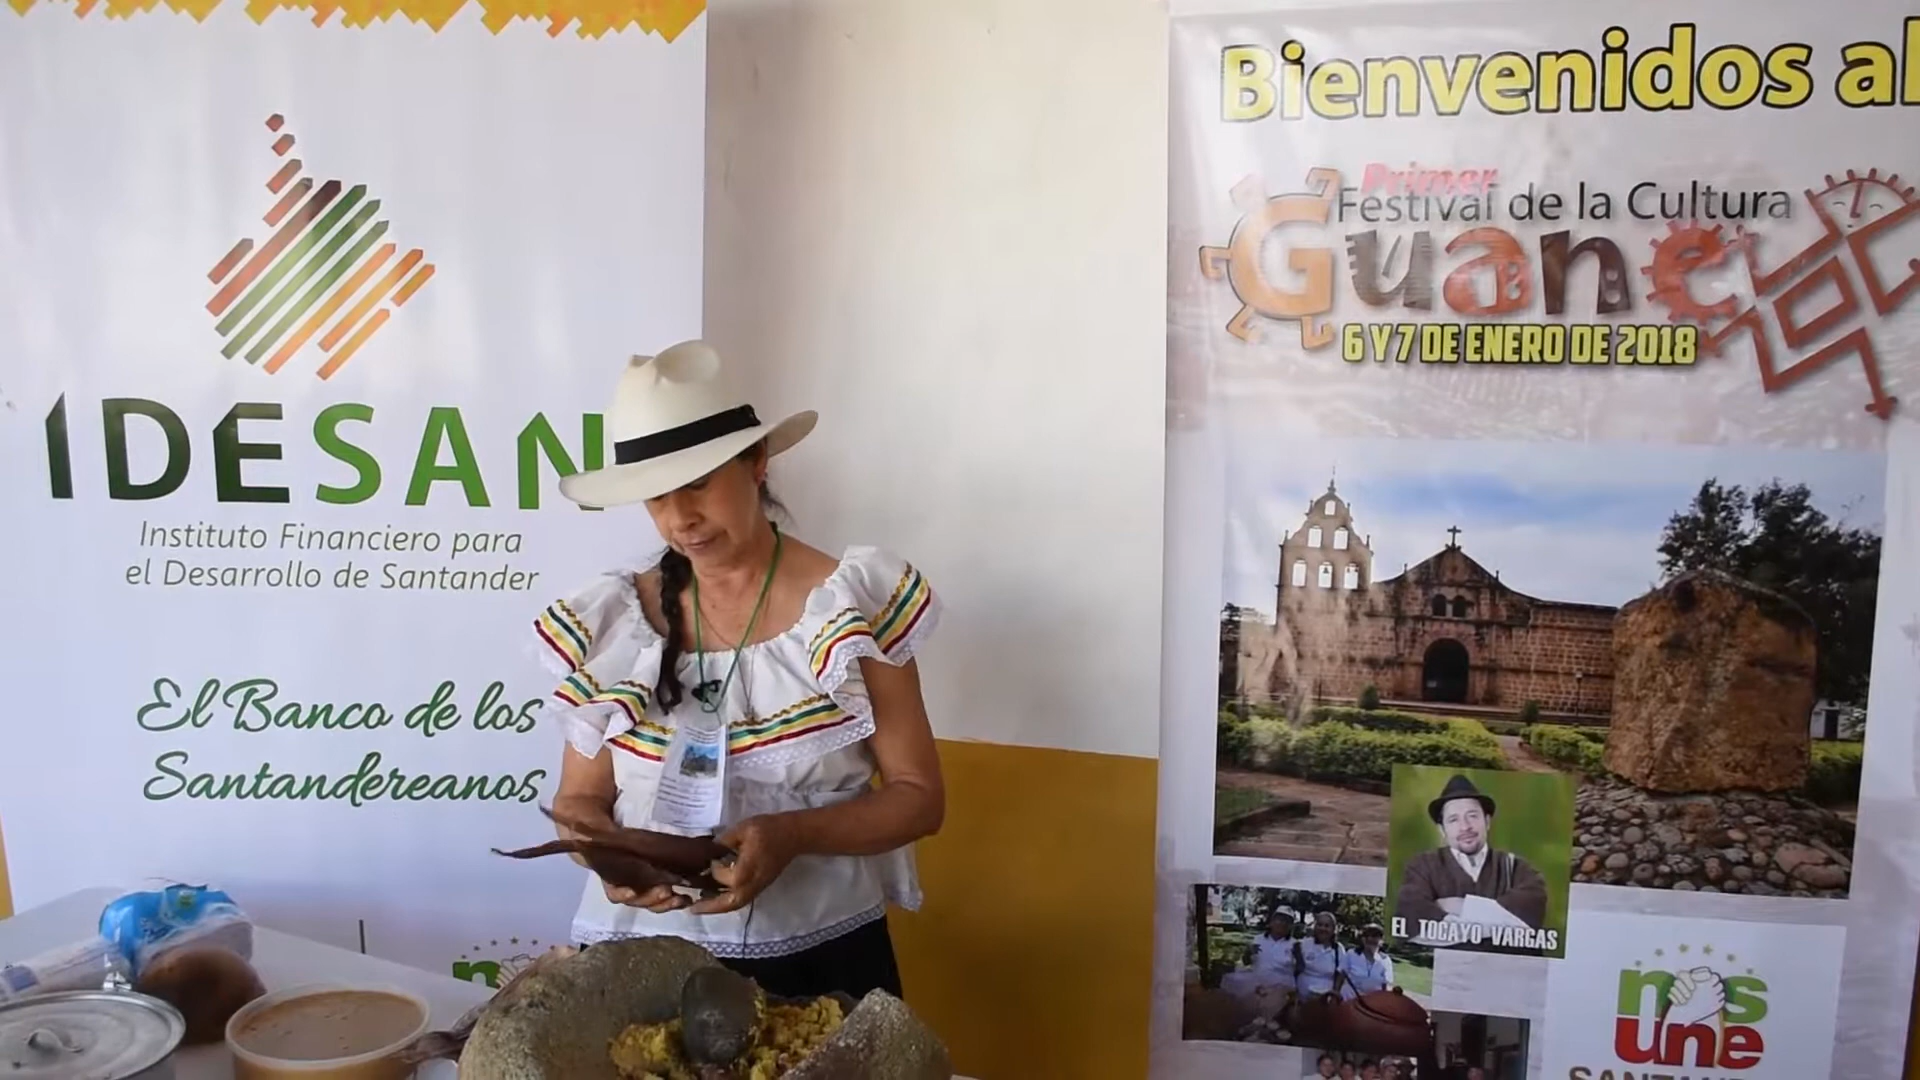 IDESAN
Instituto Financiero para
el Desarrollo de Santander
El Banco de los
Santandereanos
Bienvenidos al
Primer
Festival de la Cultura
Guane
6 Y 7 DE ENERO DE 2018
EL TOCAYO VARGAS
nos
une